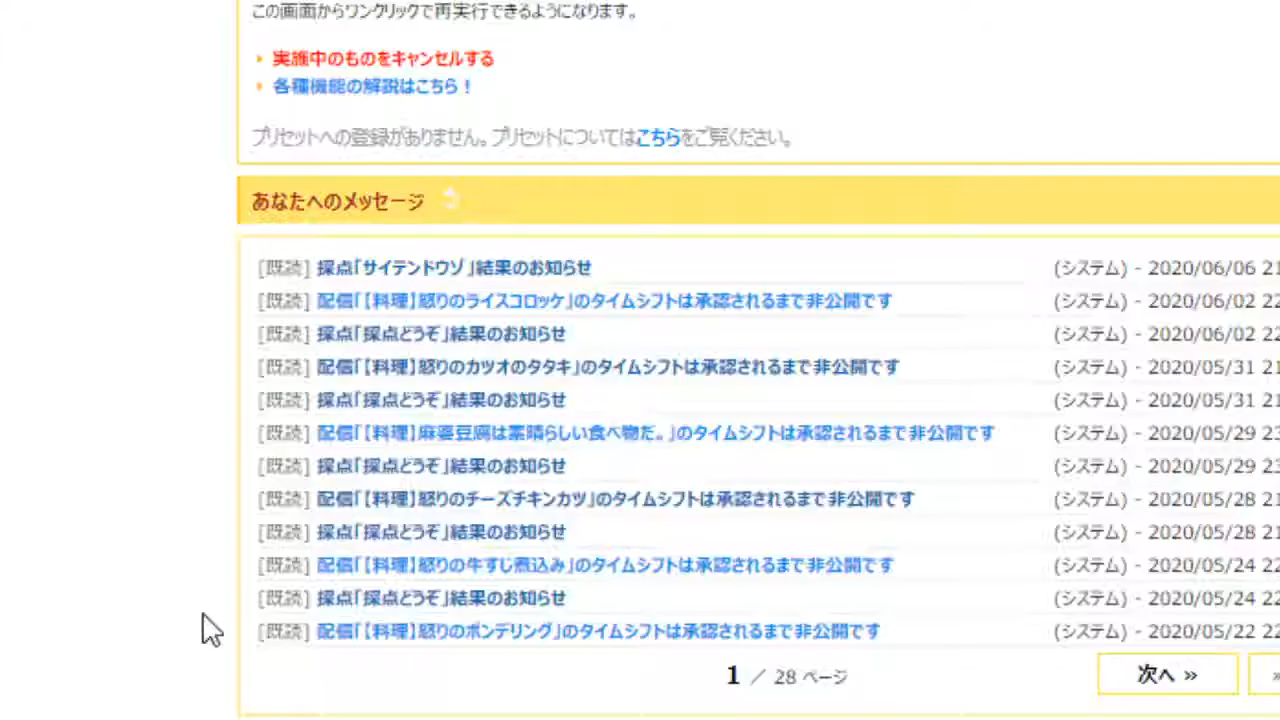 この画面からワンクリックで再実行できるようになります。
実施中のものをキャンセルする
各種機能の解説はこちら！
プリセットへの登録がありません。プリセットについてはこちらをご覧ください。
あなたへのメッセージ
[既読] 採点「サイテンドウゾ」結果のお知らせ (システム) - 2020/06/06 21
[既読] 配信「【料理】怒りのライスコロッケ」のタイムシフトは承認されるまで非公開です (システム) - 2020/06/02 22
[既読] 採点「採点どうぞ」結果のお知らせ (システム) - 2020/06/02 22
[既読] 配信「【料理】怒りのカツオのタタキ」のタイムシフトは承認されるまで非公開です (システム) - 2020/05/31 21
[既読] 採点「採点どうぞ」結果のお知らせ (システム) - 2020/05/31 21
[既読] 配信「【料理】麻婆豆腐は素晴らしい食べ物だ。」のタイムシフトは承認されるまで非公開です (システム) - 2020/05/29 23
[既読] 採点「採点どうぞ」結果のお知らせ (システム) - 2020/05/29 23
[既読] 配信「【料理】怒りのチーズチキンカツ」のタイムシフトは承認されるまで非公開です (システム) - 2020/05/28 21
[既読] 採点「採点どうぞ」結果のお知らせ (システム) - 2020/05/28 21
[既読] 配信「【料理】怒りの牛すじ煮込み」のタイムシフトは承認されるまで非公開です (システム) - 2020/05/24 22
[既読] 採点「採点どうぞ」結果のお知らせ (システム) - 2020/05/24 22
[既読] 配信「【料理】怒りのポンデリング」のタイムシフトは承認されるまで非公開です (システム) - 2020/05/22 22
1 ／ 28 ページ 次へ » »